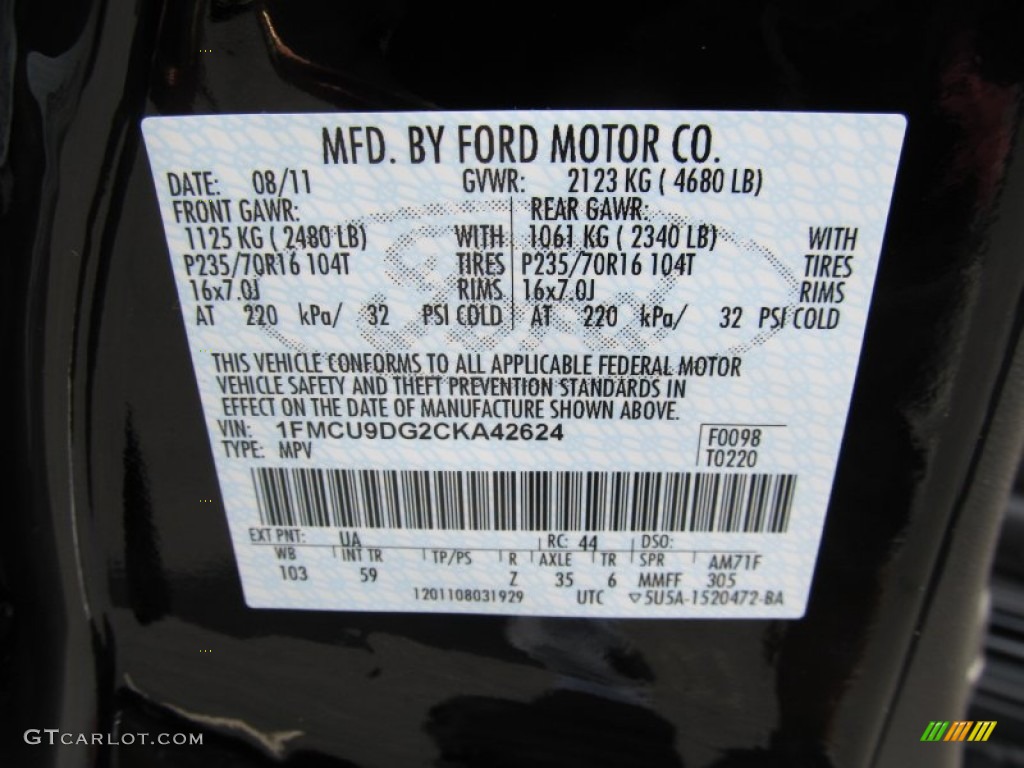 MFD. BY FORD MOTOR CO.
DATE: 08/11 GVWR: 2123 KG ( 4680 LB)
FRONT GAWR: REAR GAWR:
1125 KG ( 2480 LB) WITH 1061 KG ( 2340 LB) WITH
P235/70R16 104T TIRES P235/70R16 104T TIRES
16x7.0J RIMS 16x7.0J RIMS
AT 220 kPa/ 32 PSI COLD AT 220 kPa/ 32 PSI COLD
THIS VEHICLE CONFORMS TO ALL APPLICABLE FEDERAL MOTOR
VEHICLE SAFETY AND THEFT PREVENTION STANDARDS IN
EFFECT ON THE DATE OF MANUFACTURE SHOWN ABOVE.
VIN: 1FMCU9DG2CKA42624 F0098
TYPE: MPV T0220
EXT PNT: UA RC: 44 DSO:
WB INT TR TP/PS R AXLE TR SPR AM71F
103 59 Z 35 6 MMFF 305
1201108031929 UTC ▽5U5A-1520472-BA
GTCARLOT.COM